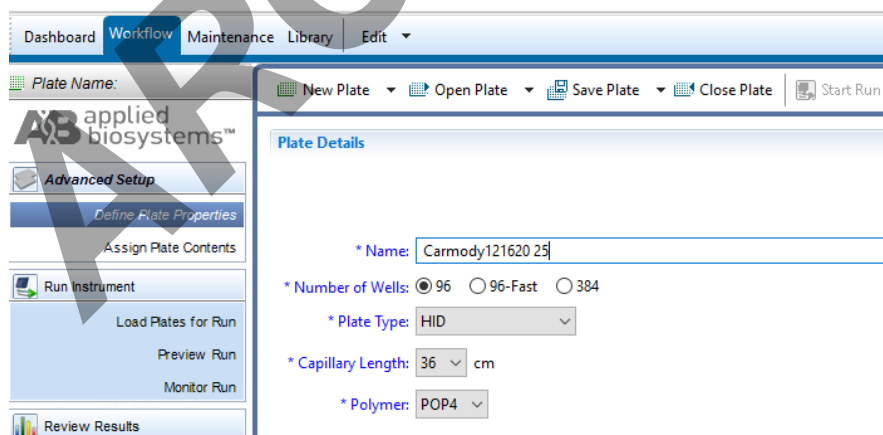 Dashboard Workflow Maintenance Library Edit
Plate Name:
New Plate Open Plate Save Plate Close Plate Start Run
AB applied biosystems™
Plate Details
Advanced Setup
Define Plate Properties
Assign Plate Contents
* Name: Carmody121620 25
* Number of Wells: 96 96-Fast 384
Run Instrument
* Plate Type: HID
Load Plates for Run
* Capillary Length: 36 cm
Preview Run
Monitor Run
* Polymer: POP4
Review Results